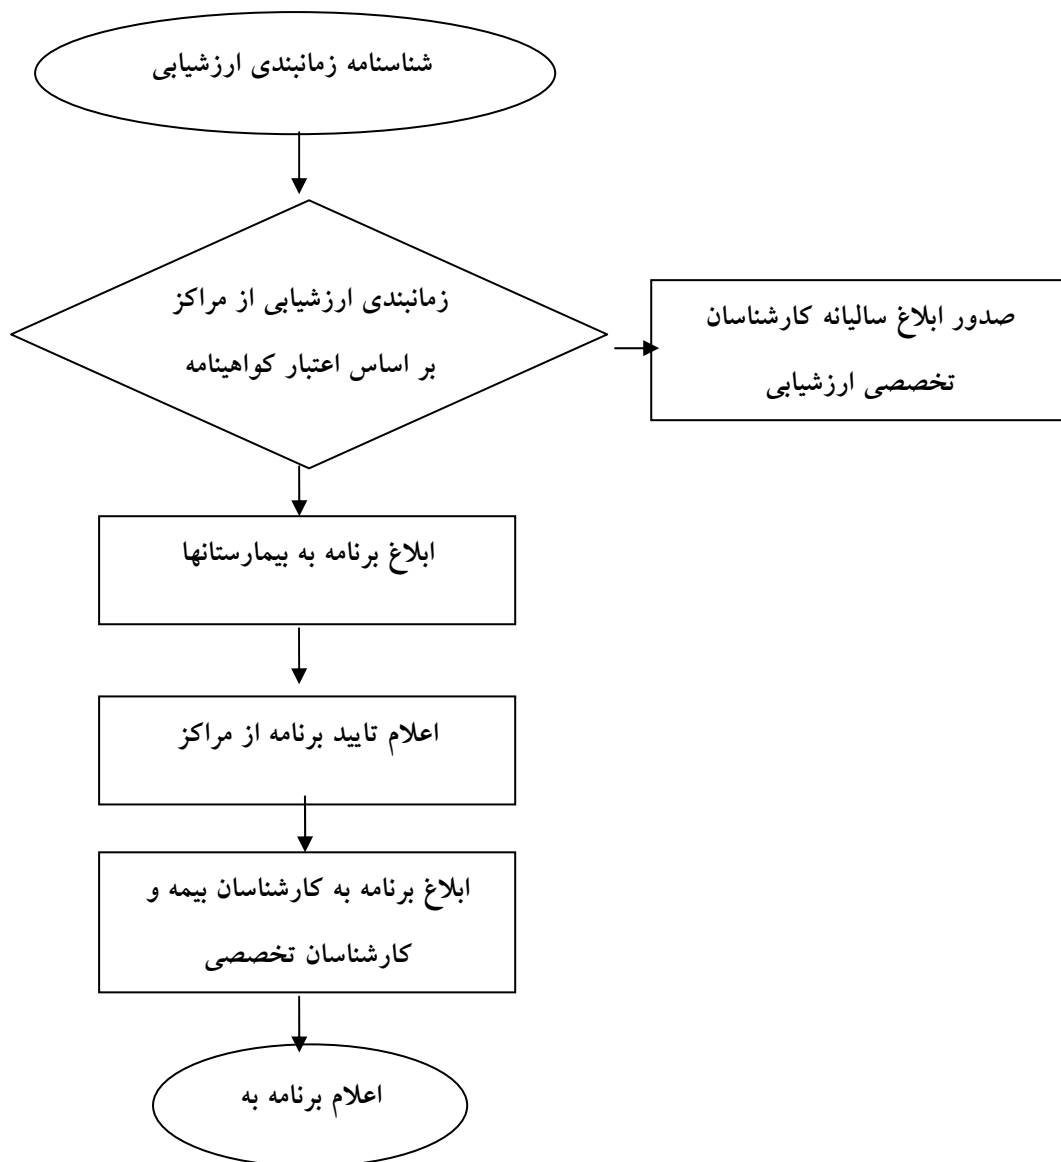 شناسنامه زمانبندی ارزشیابی
زمانبندی ارزشیابی از مراکز
بر اساس اعتبار کواهینامه
صدور ابلاغ سالیانه کارشناسان
تخصصی ارزشیابی
ابلاغ برنامه به بیمارستانها
اعلام تایید برنامه از مراکز
ابلاغ برنامه به کارشناسان بیمه و
کارشناسان تخصصی
اعلام برنامه به